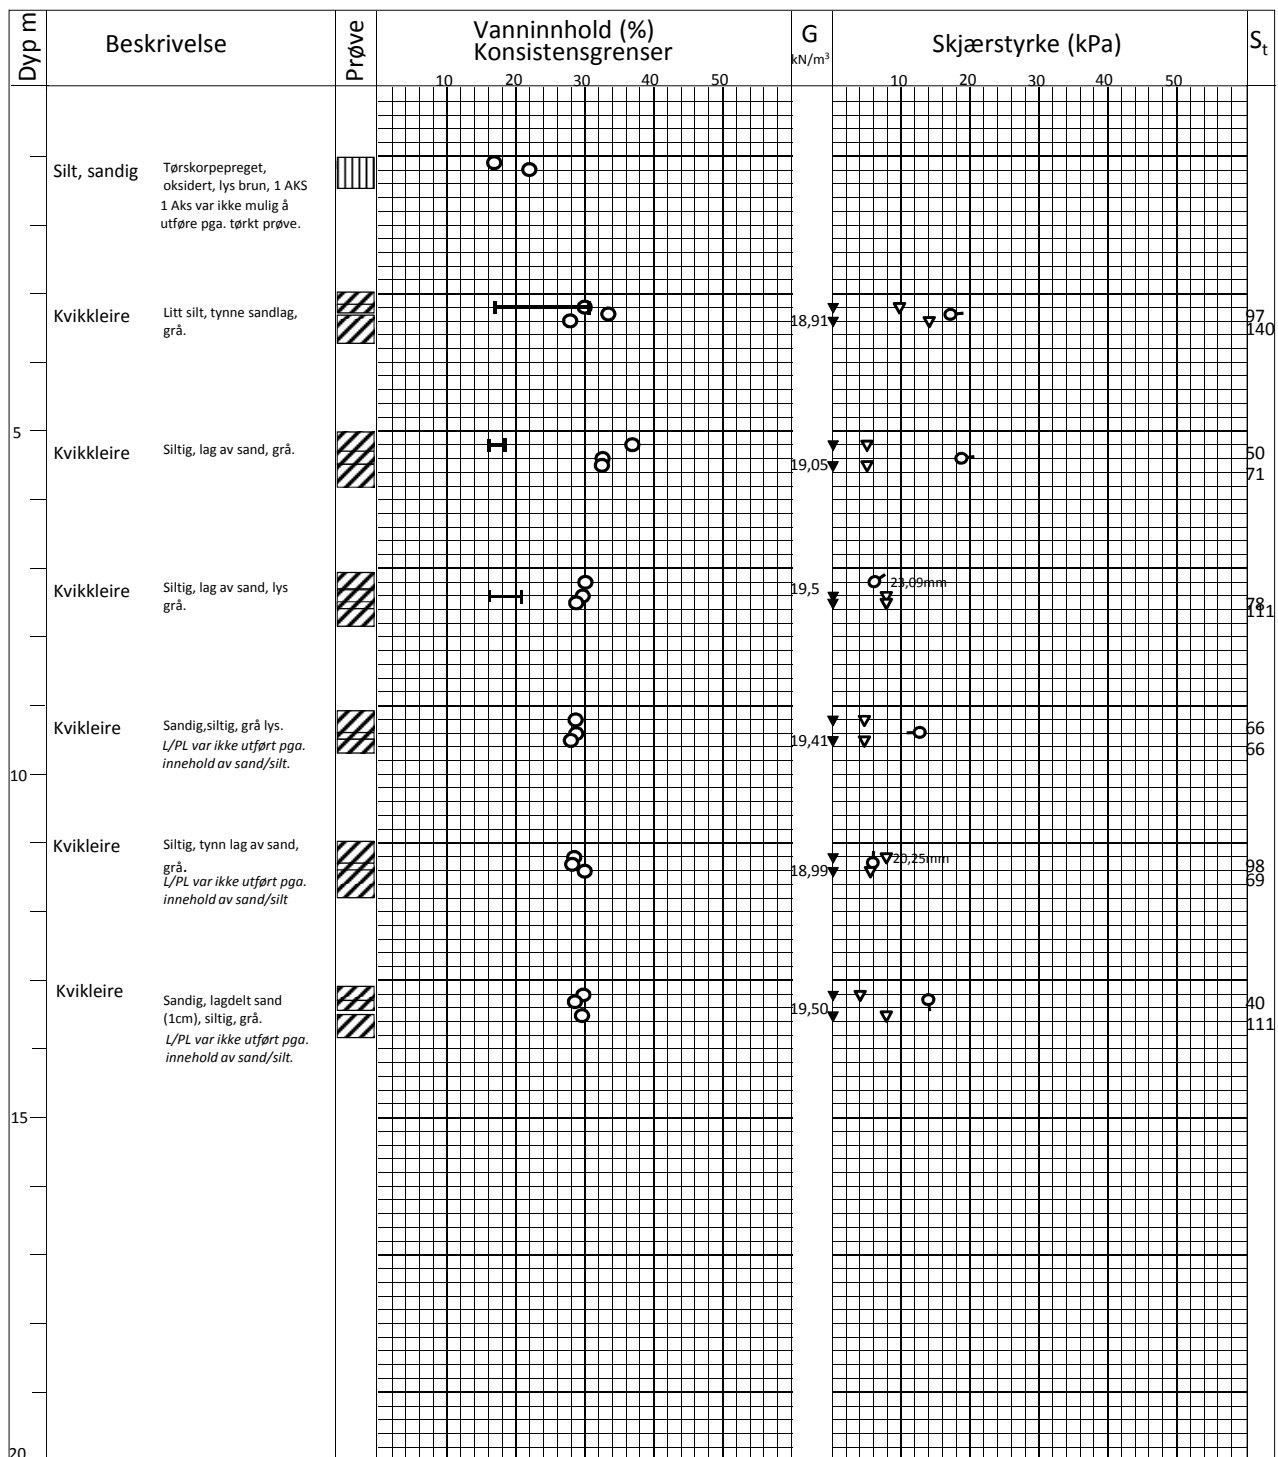 Dyp m
Beskrivelse
Prøve
Vanninnhold (%)
Konsistensgrenser
G
kN/m³
Skjærstyrke (kPa)
St
10 20 30 40 50
10 20 30 40 50
Silt, sandig
Tørskorpepreget,
oksidert, lys brun, 1 AKS
1 Aks var ikke mulig å
utføre pga. tørkt prøve.
Kvikkleire
Litt silt, tynne sandlag,
grå.
18,91
97
140
5
Kvikkleire
Siltig, lag av sand, grå.
19,05
50
71
Kvikkleire
Siltig, lag av sand, lys
grå.
19,5
23,09mm
78
111
Kvikleire
Sandig,siltig, grå lys.
L/PL var ikke utført pga.
innehold av sand/silt.
19,41
66
66
10
Kvikleire
Siltig, tynn lag av sand,
grå.
L/PL var ikke utført pga.
innehold av sand/silt
18,99
20,25mm
98
69
Kvikleire
Sandig, lagdelt sand
(1cm), siltig, grå.
L/PL var ikke utført pga.
innehold av sand/silt.
19,50
40
111
15
20